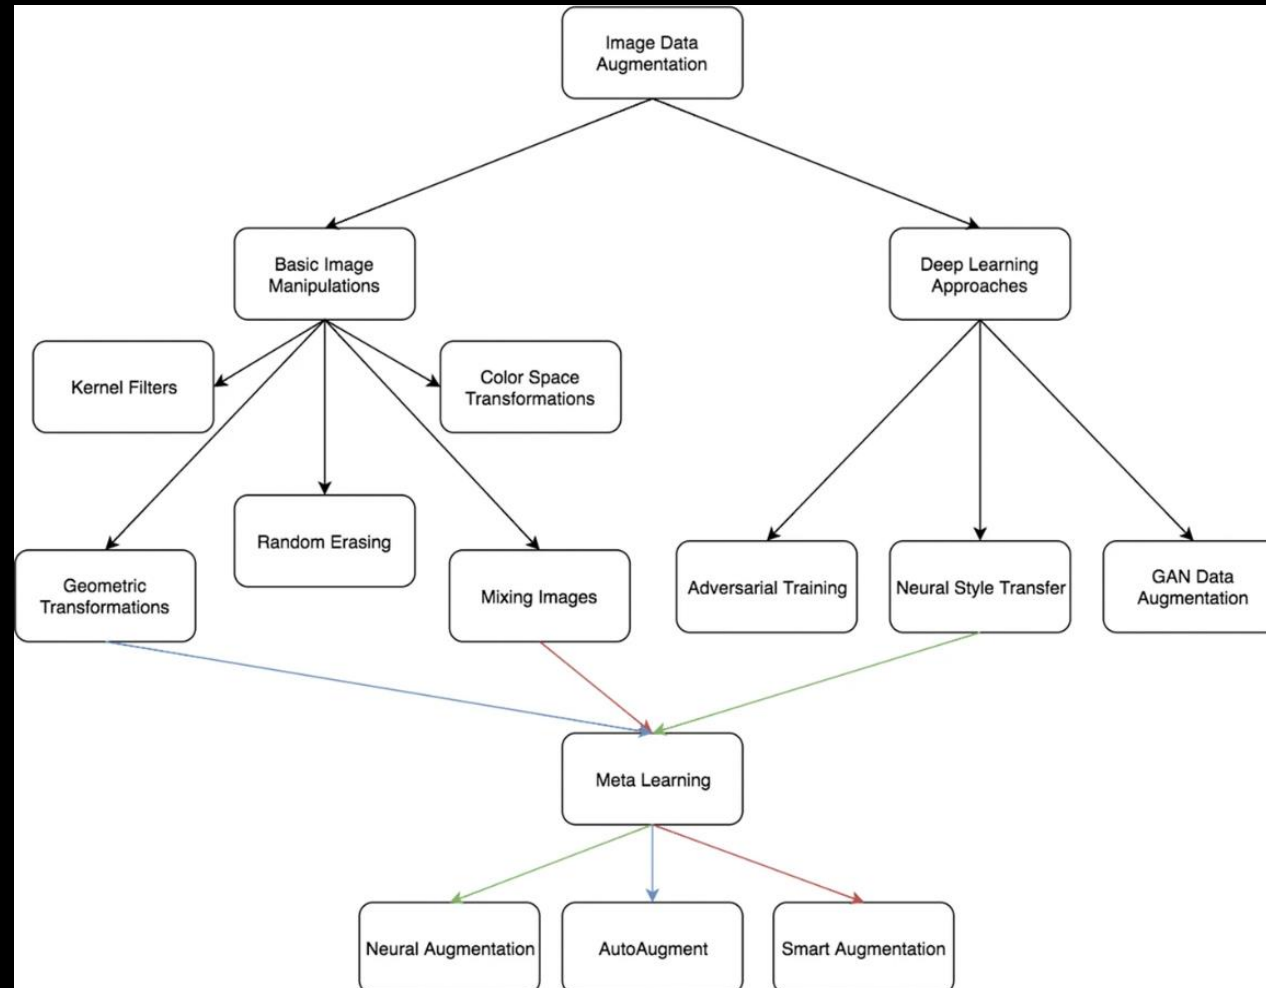 Image Data
Augmentation
Basic Image
Manipulations
Deep Learning
Approaches
Kernel Filters
Color Space
Transformations
Geometric
Transformations
Random Erasing
Mixing Images
Adversarial Training
Neural Style Transfer
GAN Data
Augmentation
Meta Learning
Neural Augmentation
AutoAugment
Smart Augmentation